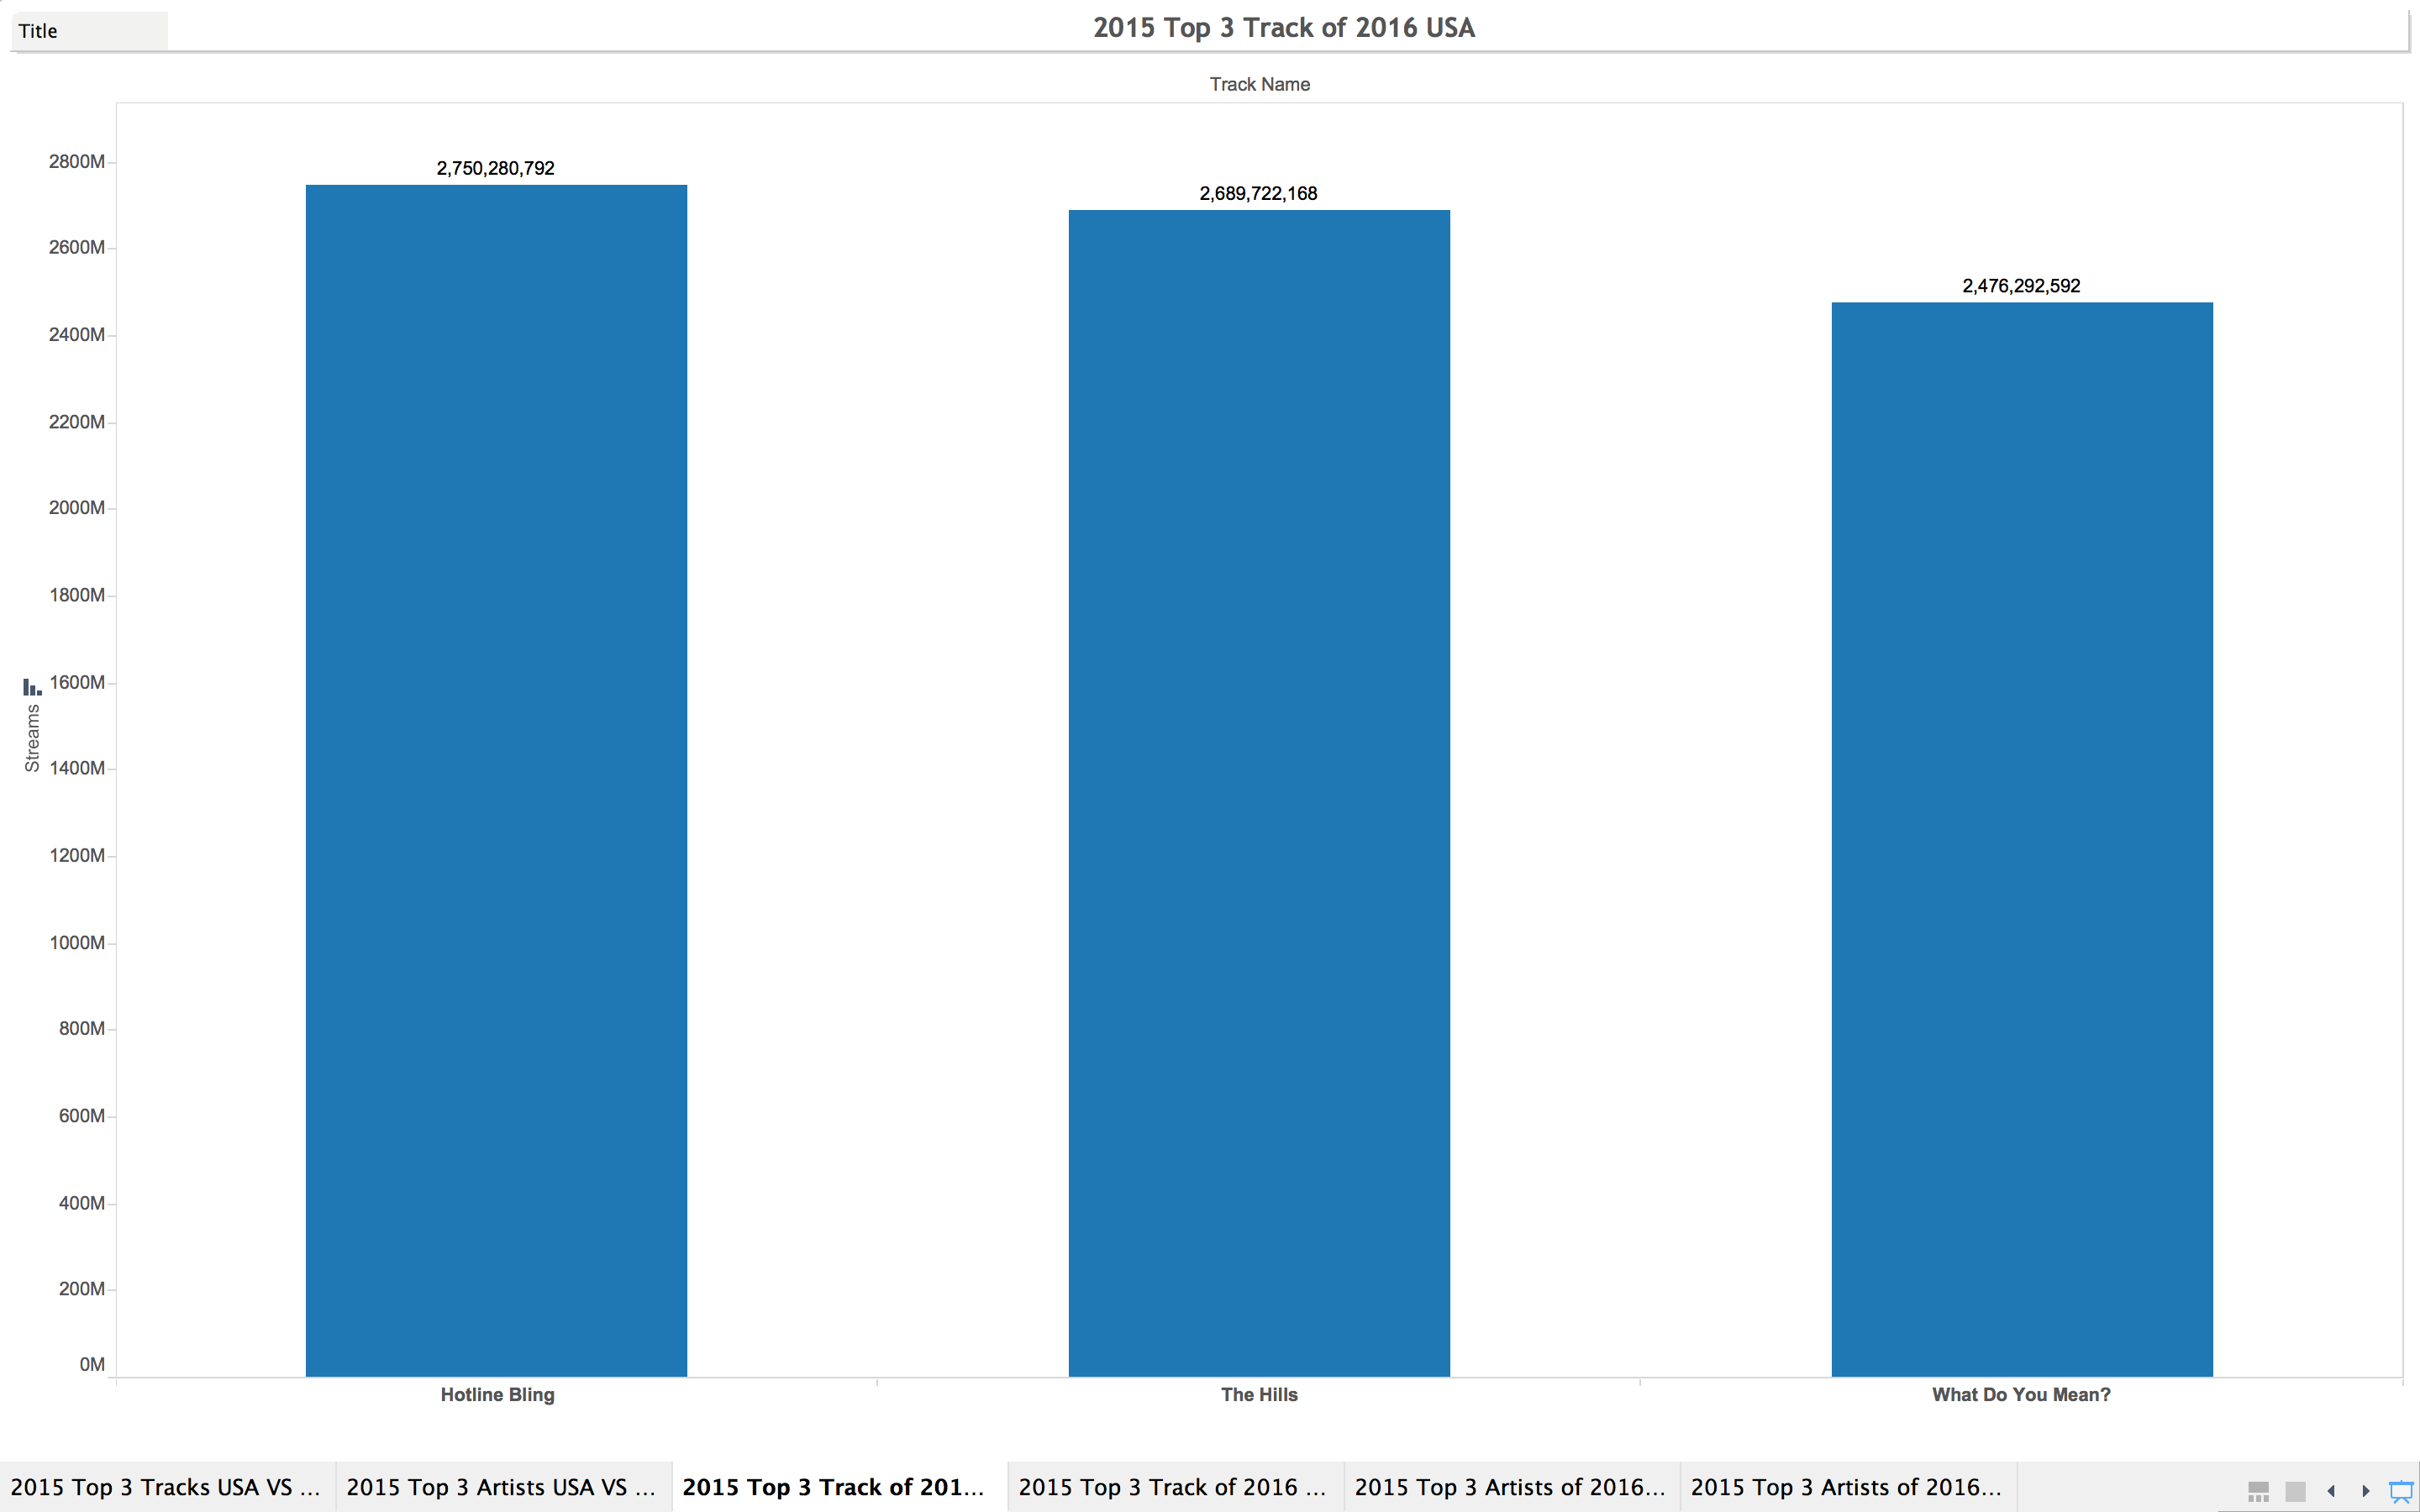 Title
2015 Top 3 Track of 2016 USA
Track Name
2800M
2600M
2400M
2200M
2000M
1800M
1600M
1400M
1200M
1000M
800M
600M
400M
200M
0M
Streams
2,750,280,792
2,689,722,168
2,476,292,592
Hotline Bling
The Hills
What Do You Mean?
2015 Top 3 Tracks USA VS ...
2015 Top 3 Artists USA VS ...
2015 Top 3 Track of 201...
2015 Top 3 Track of 2016 ...
2015 Top 3 Artists of 2016...
2015 Top 3 Artists of 2016...